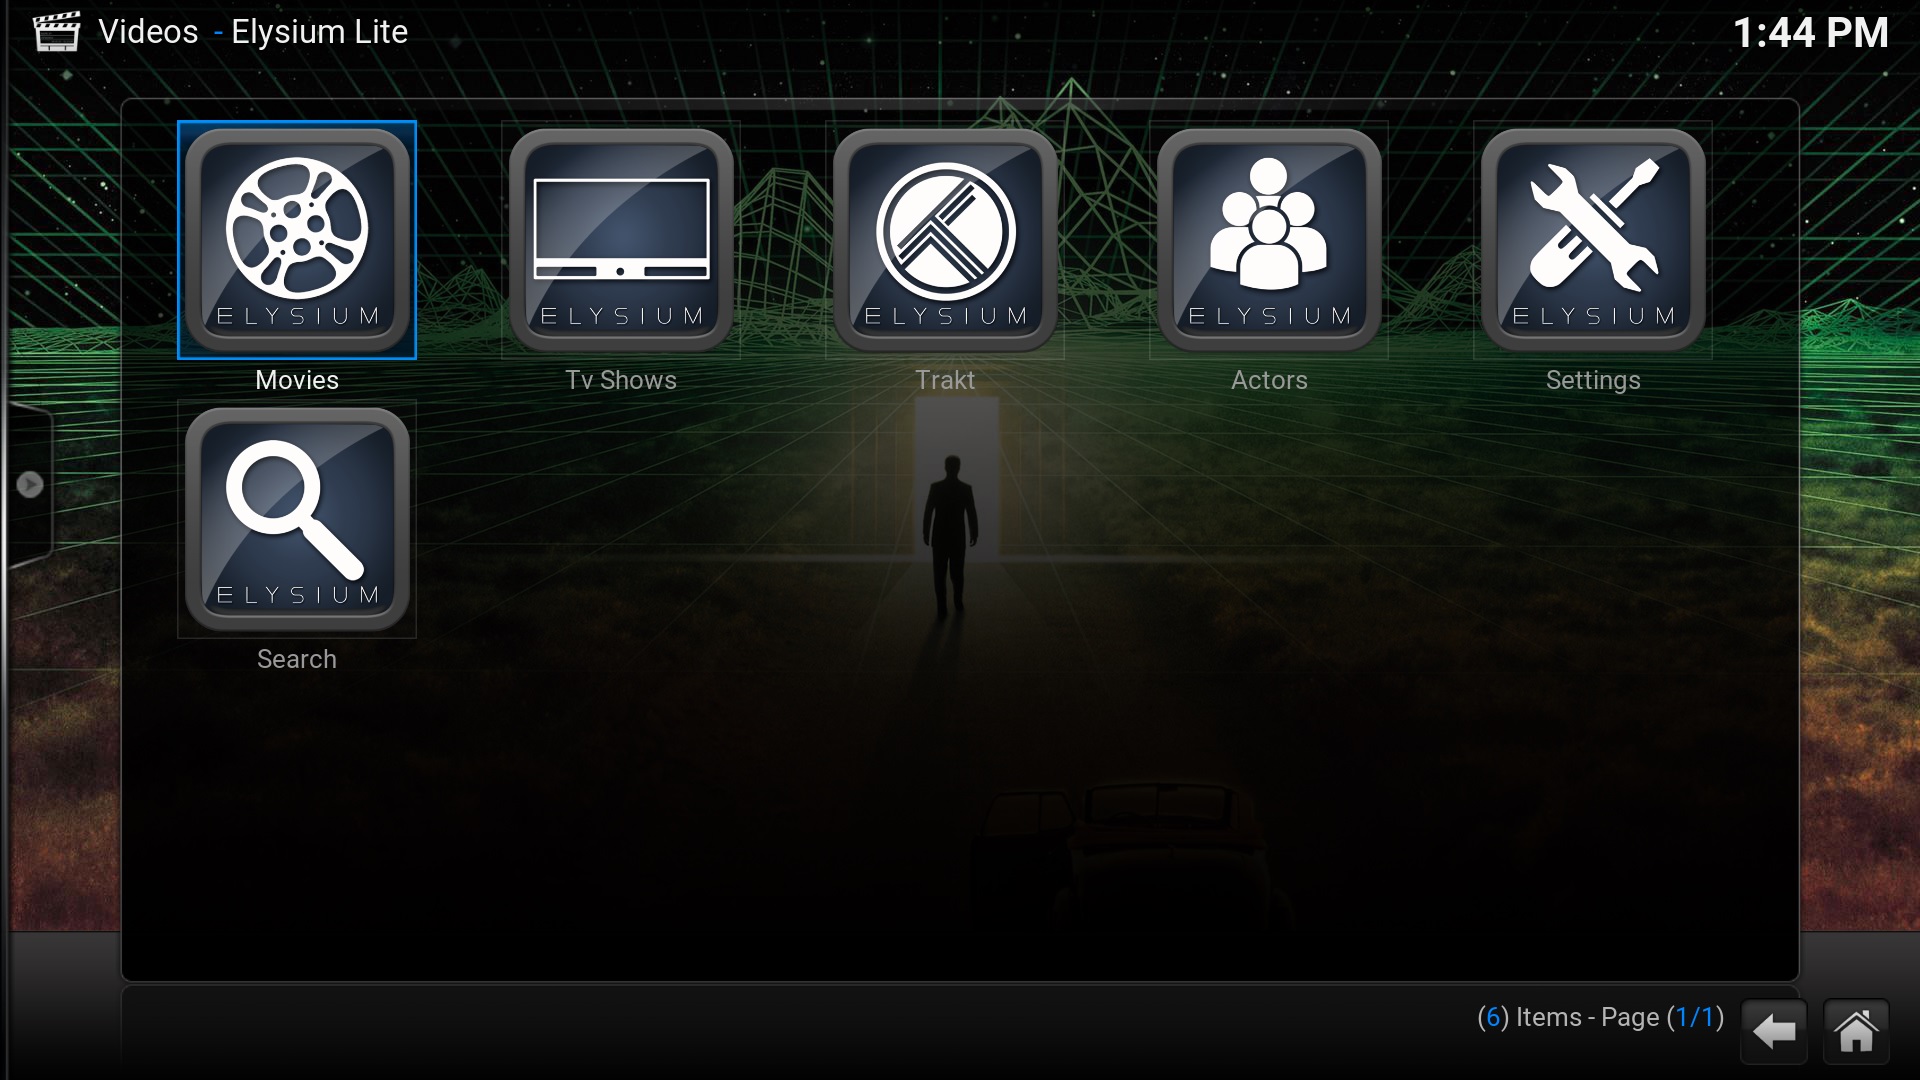 Videos - Elysium Lite
1:44 PM
ELYSIUM
ELYSIUM
ELYSIUM
ELYSIUM
ELYSIUM
Movies
Tv Shows
Trakt
Actors
Settings
ELYSIUM
Search
(6) Items - Page (1/1)